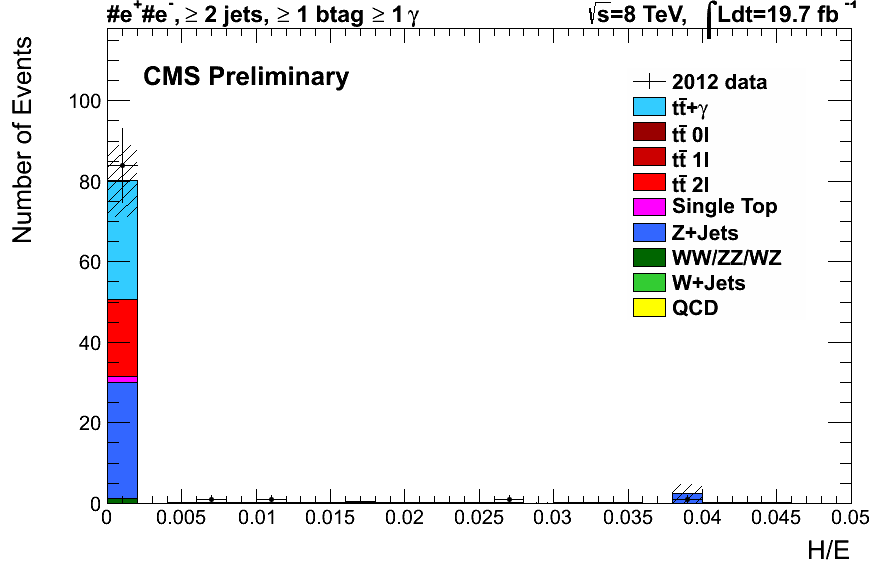 #e⁺#e⁻, ≥ 2 jets, ≥ 1 btag ≥ 1 γ
√s=8 TeV, ∫Ldt=19.7 fb⁻¹
CMS Preliminary
2012 data
tt̄+γ
tt̄ 0l
tt̄ 1l
tt̄ 2l
Single Top
Z+Jets
WW/ZZ/WZ
W+Jets
QCD
Number of Events
100
80
60
40
20
0
0 0.005 0.01 0.015 0.02 0.025 0.03 0.035 0.04 0.045 0.05
H/E